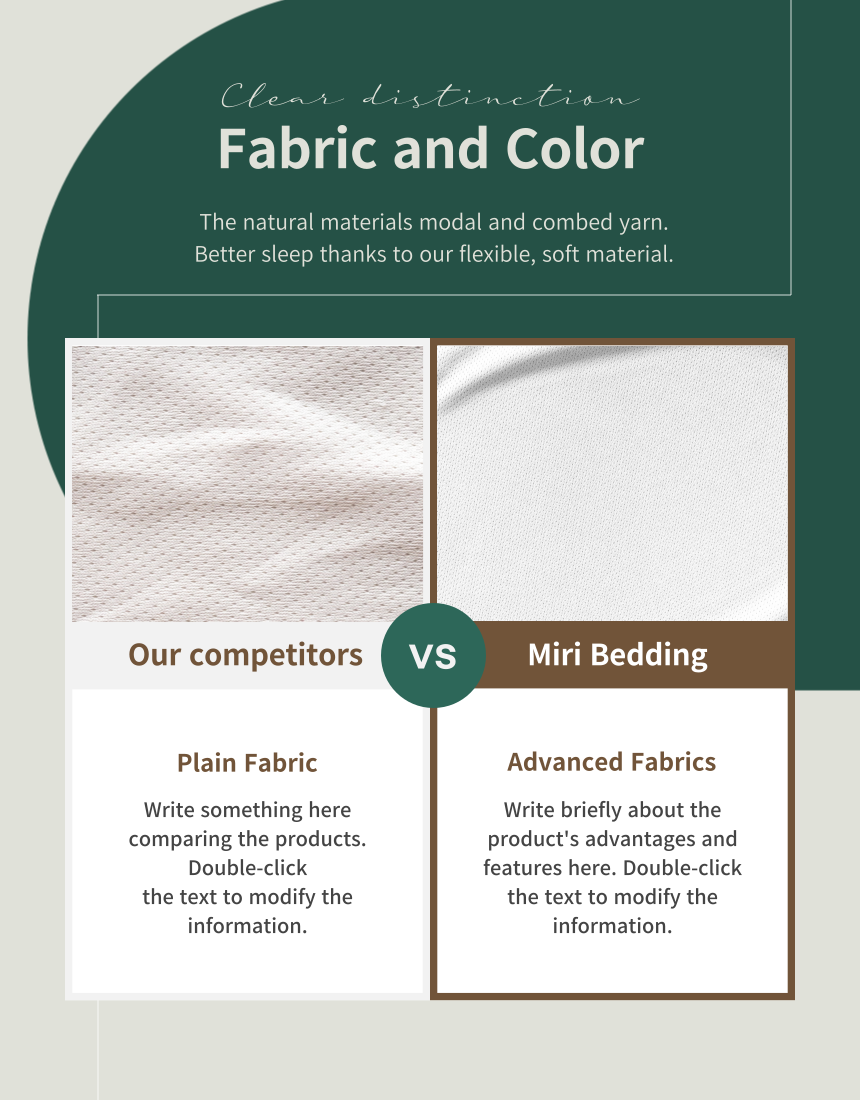 Clear distinction
Fabric and Color
The natural materials modal and combed yarn.
Better sleep thanks to our flexible, soft material.
Our competitors
VS
Miri Bedding
Plain Fabric
Write something here
comparing the products.
Double-click
the text to modify the
information.
Advanced Fabrics
Write briefly about the
product's advantages and
features here. Double-click
the text to modify the
information.